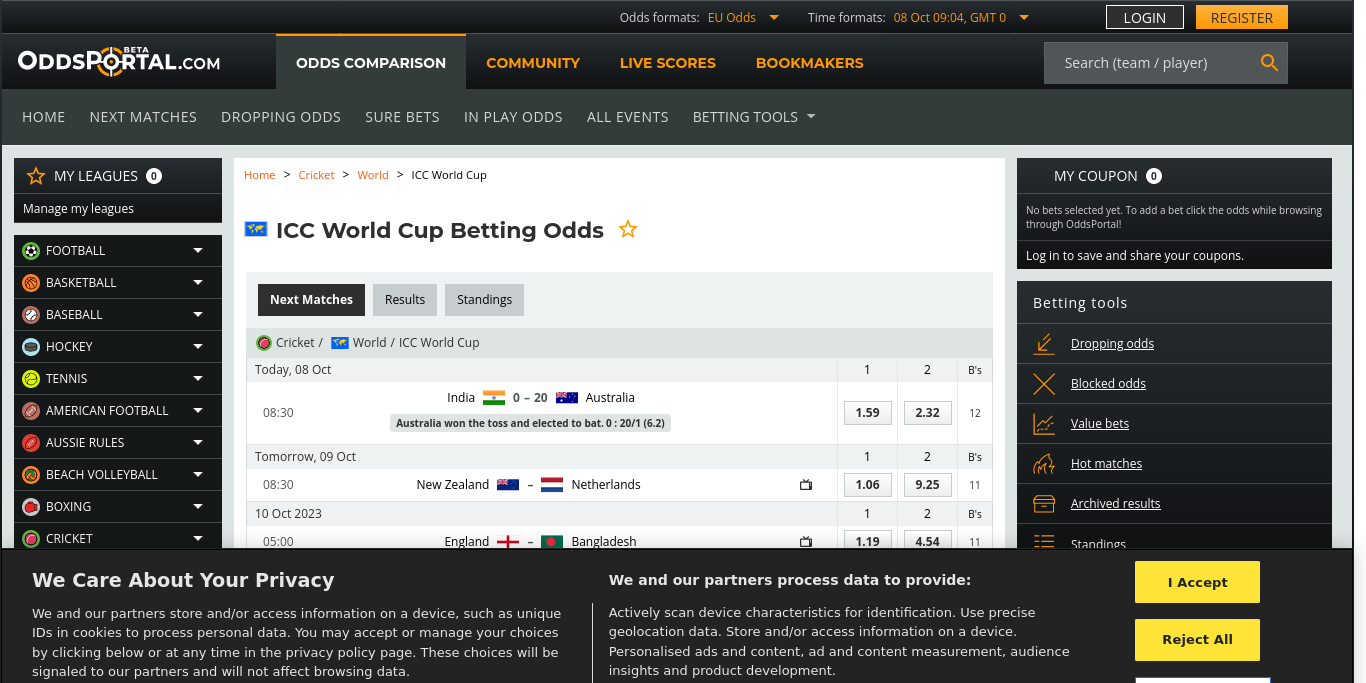 Odds formats: EU Odds Time formats: 08 Oct 09:04, GMT 0 LOGIN REGISTER
ODDSPORTAL.COM BETA
ODDS COMPARISON COMMUNITY LIVE SCORES BOOKMAKERS
Search (team / player)
HOME NEXT MATCHES DROPPING ODDS SURE BETS IN PLAY ODDS ALL EVENTS BETTING TOOLS
MY LEAGUES 0
Manage my leagues
FOOTBALL
BASKETBALL
BASEBALL
HOCKEY
TENNIS
AMERICAN FOOTBALL
AUSSIE RULES
BEACH VOLLEYBALL
BOXING
CRICKET
Home > Cricket > World > ICC World Cup
ICC World Cup Betting Odds
Next Matches Results Standings
Cricket / World / ICC World Cup
Today, 08 Oct 1 2 B's
India 0 – 20 Australia
08:30 1.59 2.32 12
Australia won the toss and elected to bat. 0 : 20/1 (6.2)
Tomorrow, 09 Oct 1 2 B's
08:30 New Zealand – Netherlands 1.06 9.25 11
10 Oct 2023 1 2 B's
05:00 England – Bangladesh 1.19 4.54 11
MY COUPON 0
No bets selected yet. To add a bet click the odds while browsing
through OddsPortal!
Log in to save and share your coupons.
Betting tools
Dropping odds
Blocked odds
Value bets
Hot matches
Archived results
Standings
We Care About Your Privacy
We and our partners store and/or access information on a device, such as unique
IDs in cookies to process personal data. You may accept or manage your choices
by clicking below or at any time in the privacy policy page. These choices will be
signaled to our partners and will not affect browsing data.
We and our partners process data to provide:
Actively scan device characteristics for identification. Use precise
geolocation data. Store and/or access information on a device.
Personalised ads and content, ad and content measurement, audience
insights and product development.
I Accept
Reject All